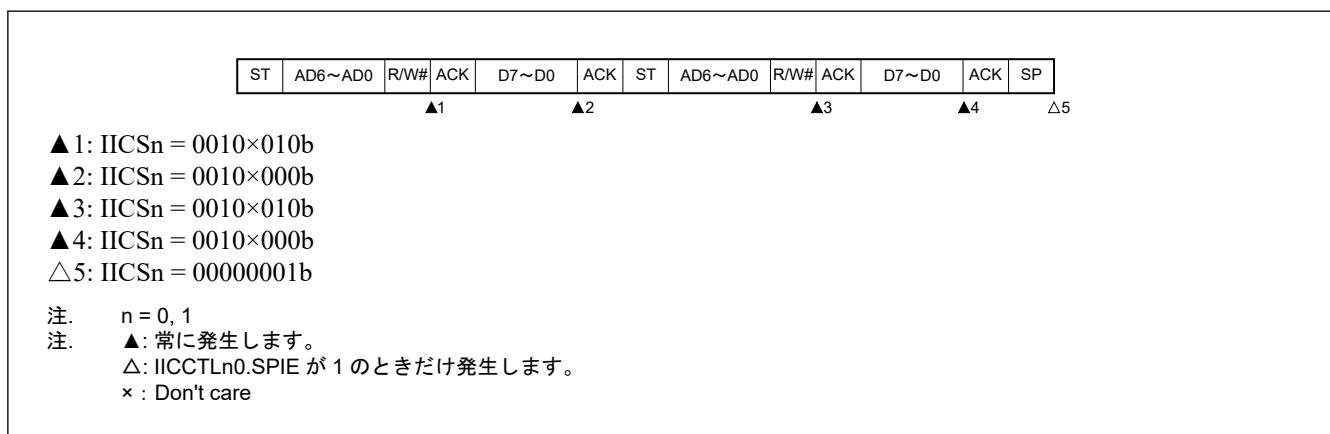 ST AD6～AD0 R/W# ACK D7～D0 ACK ST AD6～AD0 R/W# ACK D7～D0 ACK SP
▲1 ▲2 ▲3 ▲4 △5
▲1: IICSn = 0010×010b
▲2: IICSn = 0010×000b
▲3: IICSn = 0010×010b
▲4: IICSn = 0010×000b
△5: IICSn = 00000001b
注. n = 0, 1
注. ▲: 常に発生します。
△: IICCTLn0.SPIE が 1 のときだけ発生します。
×：Don't care